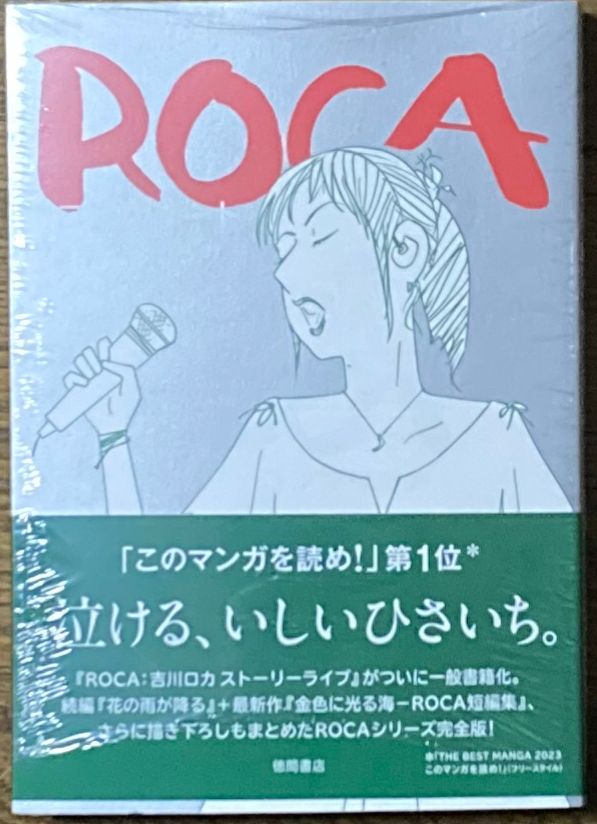 ROCA
「このマンガを読め!」第1位*
泣ける、いしいひさいち。
『ROCA:吉川ロカ ストーリーライブ』がついに一般書籍化。
続編『花の雨が降る』+最新作『金色に光る海-ROCA短編集』、
さらに描き下ろしもまとめたROCAシリーズ完全版!
*「THE BEST MANGA 2023
このマンガを読め!」(フリースタイル)
徳間書店